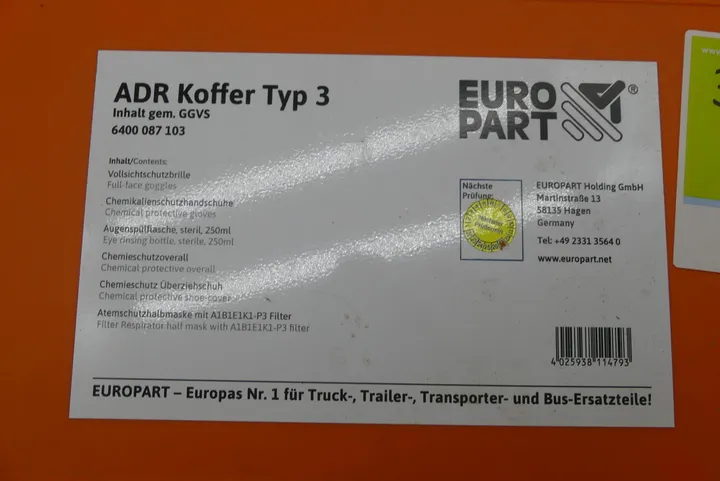 ADR Koffer Typ 3
Inhalt gem. GGVS
6400 087 103
Inhalt/Contents:
Vollsichtschutzbrille
Full-face goggles
Chemikalienschutzhandschuhe
Chemical protective gloves
Augenspülflasche, steril, 250ml
Eye rinsing bottle, sterile, 250ml
Chemieschutzoverall
Chemical protective overall
Chemieschutz Überziehschuh
Chemical protective shoe-cover
Atemschutzhalbmaske mit A1B1E1K1-P3 Filter
Filter Respirator half mask with A1B1E1K1-P3 filter
EURO
PART
®
Nächste
Prüfung:
EUROPART Holding GmbH
Martinstraße 13
58135 Hagen
Germany
Tel: +49 2331 3564 0
www.europart.net
4 025938 114793
EUROPART – Europas Nr. 1 für Truck-, Trailer-, Transporter- und Bus-Ersatzteile!
www.
3